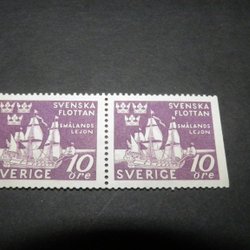 SVENSKA
FLOTTAN
SMÅLANDS
LEJON
SVERIGE 10
öre
SVENSKA
FLOTTAN
SMÅLANDS
LEJON
SVERIGE 10
öre